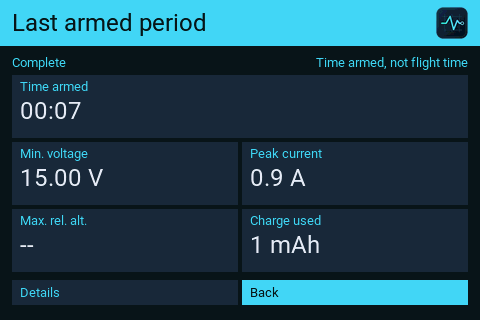 Last armed period
Complete
Time armed, not flight time
Time armed
00:07
Min. voltage
15.00 V
Peak current
0.9 A
Max. rel. alt.
--
Charge used
1 mAh
Details
Back